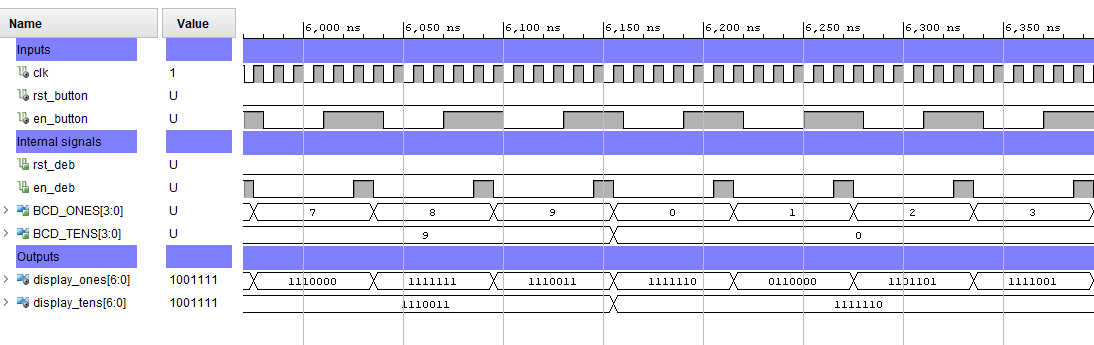 Name Value 6,000 ns 6,050 ns 6,100 ns 6,150 ns 6,200 ns 6,250 ns 6,300 ns 6,350 ns
Inputs
clk 1
rst_button U
en_button U
Internal signals
rst_deb U
en_deb U
BCD_ONES[3:0] U 7 8 9 0 1 2 3
BCD_TENS[3:0] U 9 0
Outputs
display_ones[6:0] 1001111 1110000 1111111 1110011 1111110 0110000 1101101 1111001
display_tens[6:0] 1001111 1110011 1111110